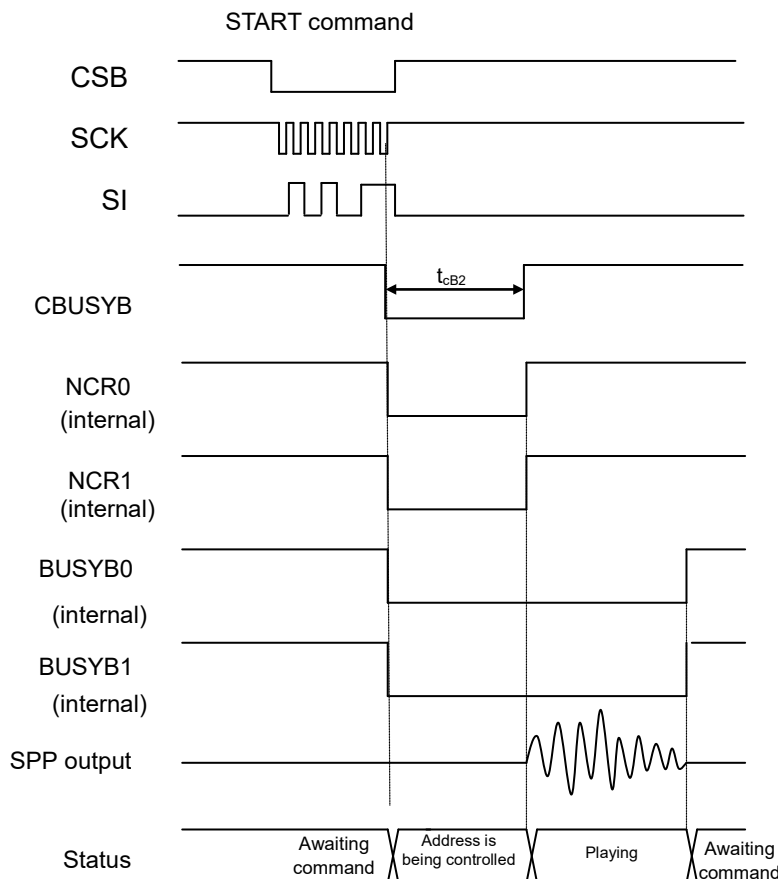 START command
CSB
SCK
SI
tcB2
CBUSYB
NCR0
(internal)
NCR1
(internal)
BUSYB0
(internal)
BUSYB1
(internal)
SPP output
Status
Awaiting
command
Address is
being controlled
Playing
Awaiting
command